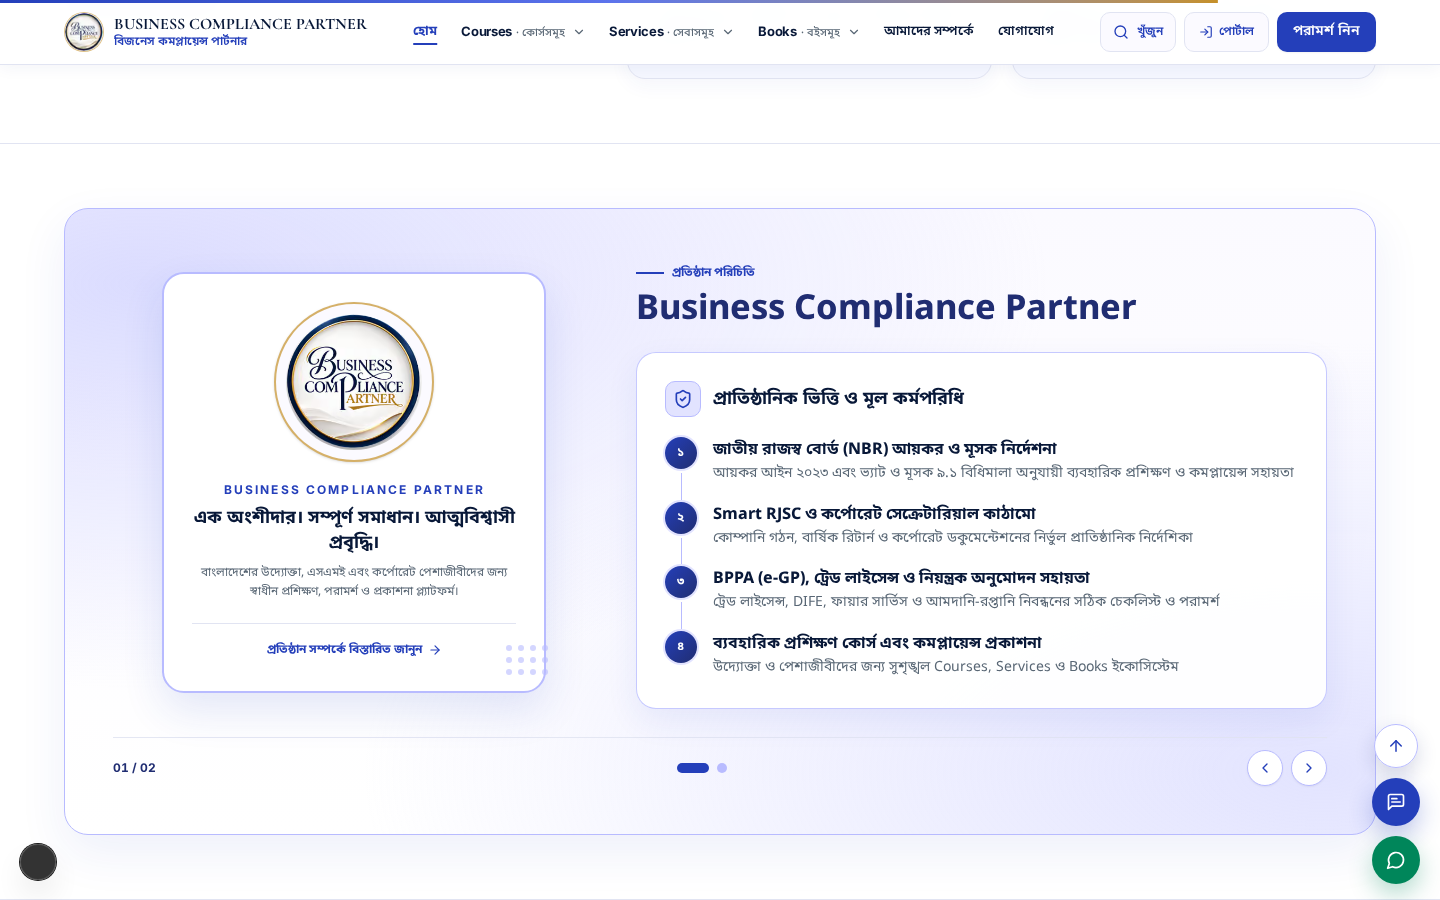 BUSINESS COMPLIANCE PARTNER
বিজনেস কমপ্লায়েন্স পার্টনার
হোম
Courses · কোর্সসমূহ
Services · সেবাসমূহ
Books · বইসমূহ
আমাদের সম্পর্কে
যোগাযোগ
খুঁজুন
পোর্টাল
পরামর্শ নিন
BUSINESS
COMPLIANCE
PARTNER
BUSINESS COMPLIANCE PARTNER
এক অংশীদার। সম্পূর্ণ সমাধান। আত্মবিশ্বাসী
প্রবৃদ্ধি।
বাংলাদেশের উদ্যোক্তা, এসএমই এবং কর্পোরেট পেশাজীবীদের জন্য
স্বাধীন প্রশিক্ষণ, পরামর্শ ও প্রকাশনা প্ল্যাটফর্ম।
প্রতিষ্ঠান সম্পর্কে বিস্তারিত জানুন
প্রতিষ্ঠান পরিচিতি
Business Compliance Partner
প্রাতিষ্ঠানিক ভিত্তি ও মূল কর্মপরিধি
১
জাতীয় রাজস্ব বোর্ড (NBR) আয়কর ও মূসক নির্দেশনা
আয়কর আইন ২০২৩ এবং ভ্যাট ও মূসক ৯.১ বিধিমালা অনুযায়ী ব্যবহারিক প্রশিক্ষণ ও কমপ্লায়েন্স সহায়তা
২
Smart RJSC ও কর্পোরেট সেক্রেটারিয়াল কাঠামো
কোম্পানি গঠন, বার্ষিক রিটার্ন ও কর্পোরেট ডকুমেন্টেশনের নির্ভুল প্রাতিষ্ঠানিক নির্দেশিকা
৩
BPPA (e-GP), ট্রেড লাইসেন্স ও নিয়ন্ত্রক অনুমোদন সহায়তা
ট্রেড লাইসেন্স, DIFE, ফায়ার সার্ভিস ও আমদানি-রপ্তানি নিবন্ধনের সঠিক চেকলিস্ট ও পরামর্শ
৪
ব্যবহারিক প্রশিক্ষণ কোর্স এবং কমপ্লায়েন্স প্রকাশনা
উদ্যোক্তা ও পেশাজীবীদের জন্য সুশৃঙ্খল Courses, Services ও Books ইকোসিস্টেম
01 / 02